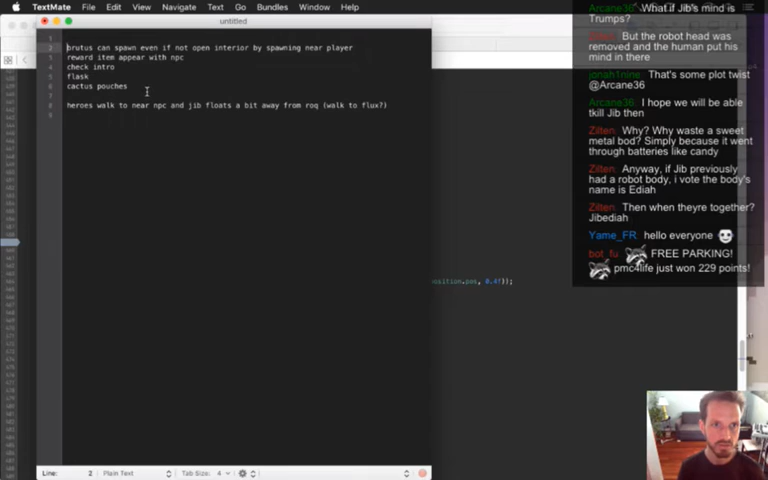 TextMate File Edit View Navigate Text Go Bundles Window Help
untitled
brutus can spawn even if not open interior by spawning near player
reward item appear with npc
check intro
flask
cactus pouches
heroes walk to near npc and jib floats a bit away from roq (walk to flux?)
osition.pos, 0.4f));
Line: 2 Plain Text Tab Size: 4
Arcane36: What if Jib's mind is
Trumps?
Zilten: But the robot head was
removed and the human put his
mind in there
jonah1nine: That's some plot twist
@Arcane36
Arcane36: I hope we will be able
tkill Jib then
Zilten: Why? Why waste a sweet
metal bod? Simply because it went
through batteries like candy
Zilten: Anyway, if Jib previously
had a robot body, i vote the body's
name is Ediah
Zilten: Then when theyre together?
Jibediah
Yame_FR: hello everyone
bot_fu: FREE PARKING!
pmc4life just won 229 points!